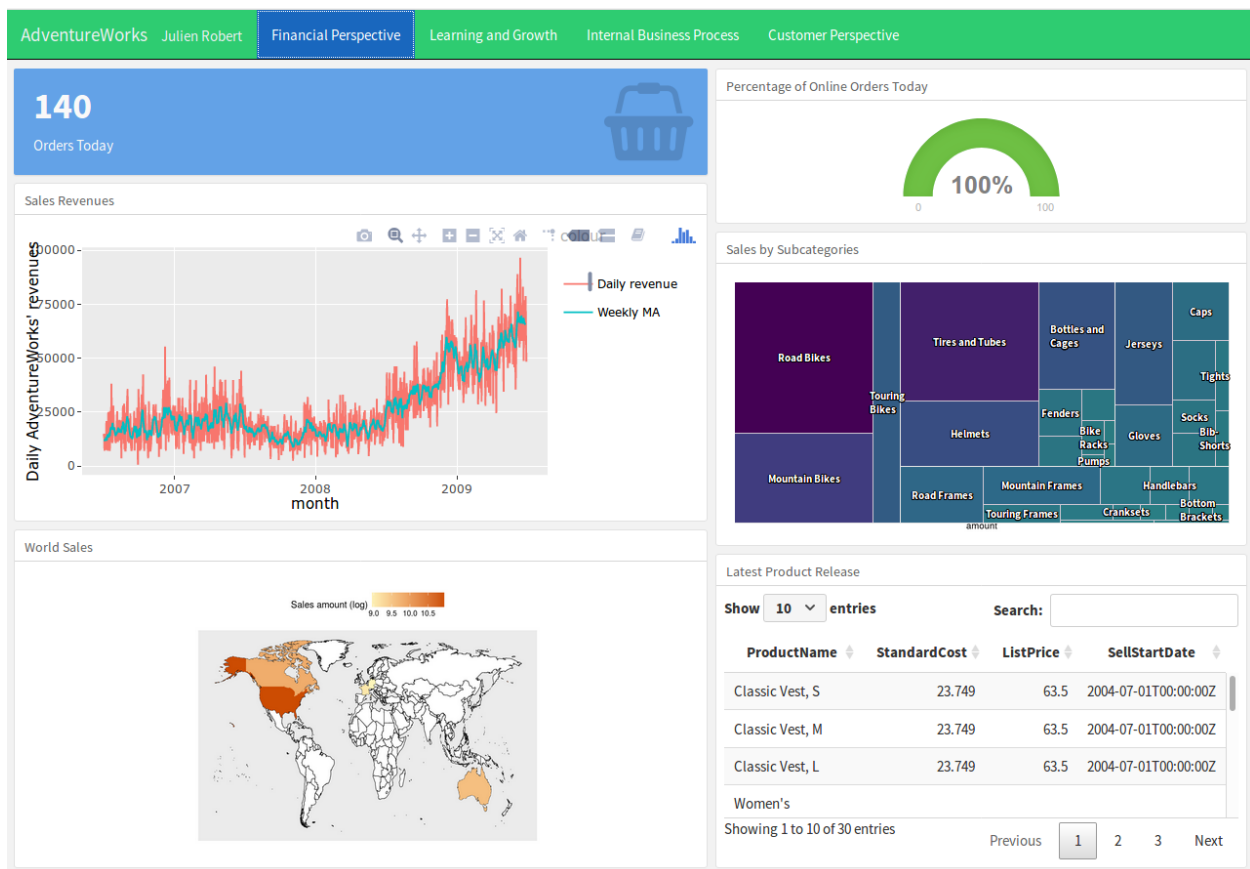 AdventureWorks Julien Robert Financial Perspective Learning and Growth Internal Business Process Customer Perspective
140
Orders Today
Percentage of Online Orders Today
100%
0 100
Sales Revenues
colour
Daily revenue
Weekly MA
Daily AdventureWorks' revenues
75000
25000
0
2007 2008 2009
month
Sales by Subcategories
Road Bikes
Mountain Bikes
Touring
Bikes
Tires and Tubes
Helmets
Bottles and
Cages
Jerseys
Caps
Tights
Fenders
Bike
Racks
Pumps
Gloves
Socks
Bib-
Shorts
Road Frames
Mountain Frames
Touring Frames
Handlebars
Cranksets
Bottom
Brackets
amount
World Sales
Sales amount (log)
9.0 9.5 10.0 10.5
Latest Product Release
Show 10 entries Search:
ProductName StandardCost ListPrice SellStartDate
Classic Vest, S 23.749 63.5 2004-07-01T00:00:00Z
Classic Vest, M 23.749 63.5 2004-07-01T00:00:00Z
Classic Vest, L 23.749 63.5 2004-07-01T00:00:00Z
Women's
Showing 1 to 10 of 30 entries
Previous 1 2 3 Next